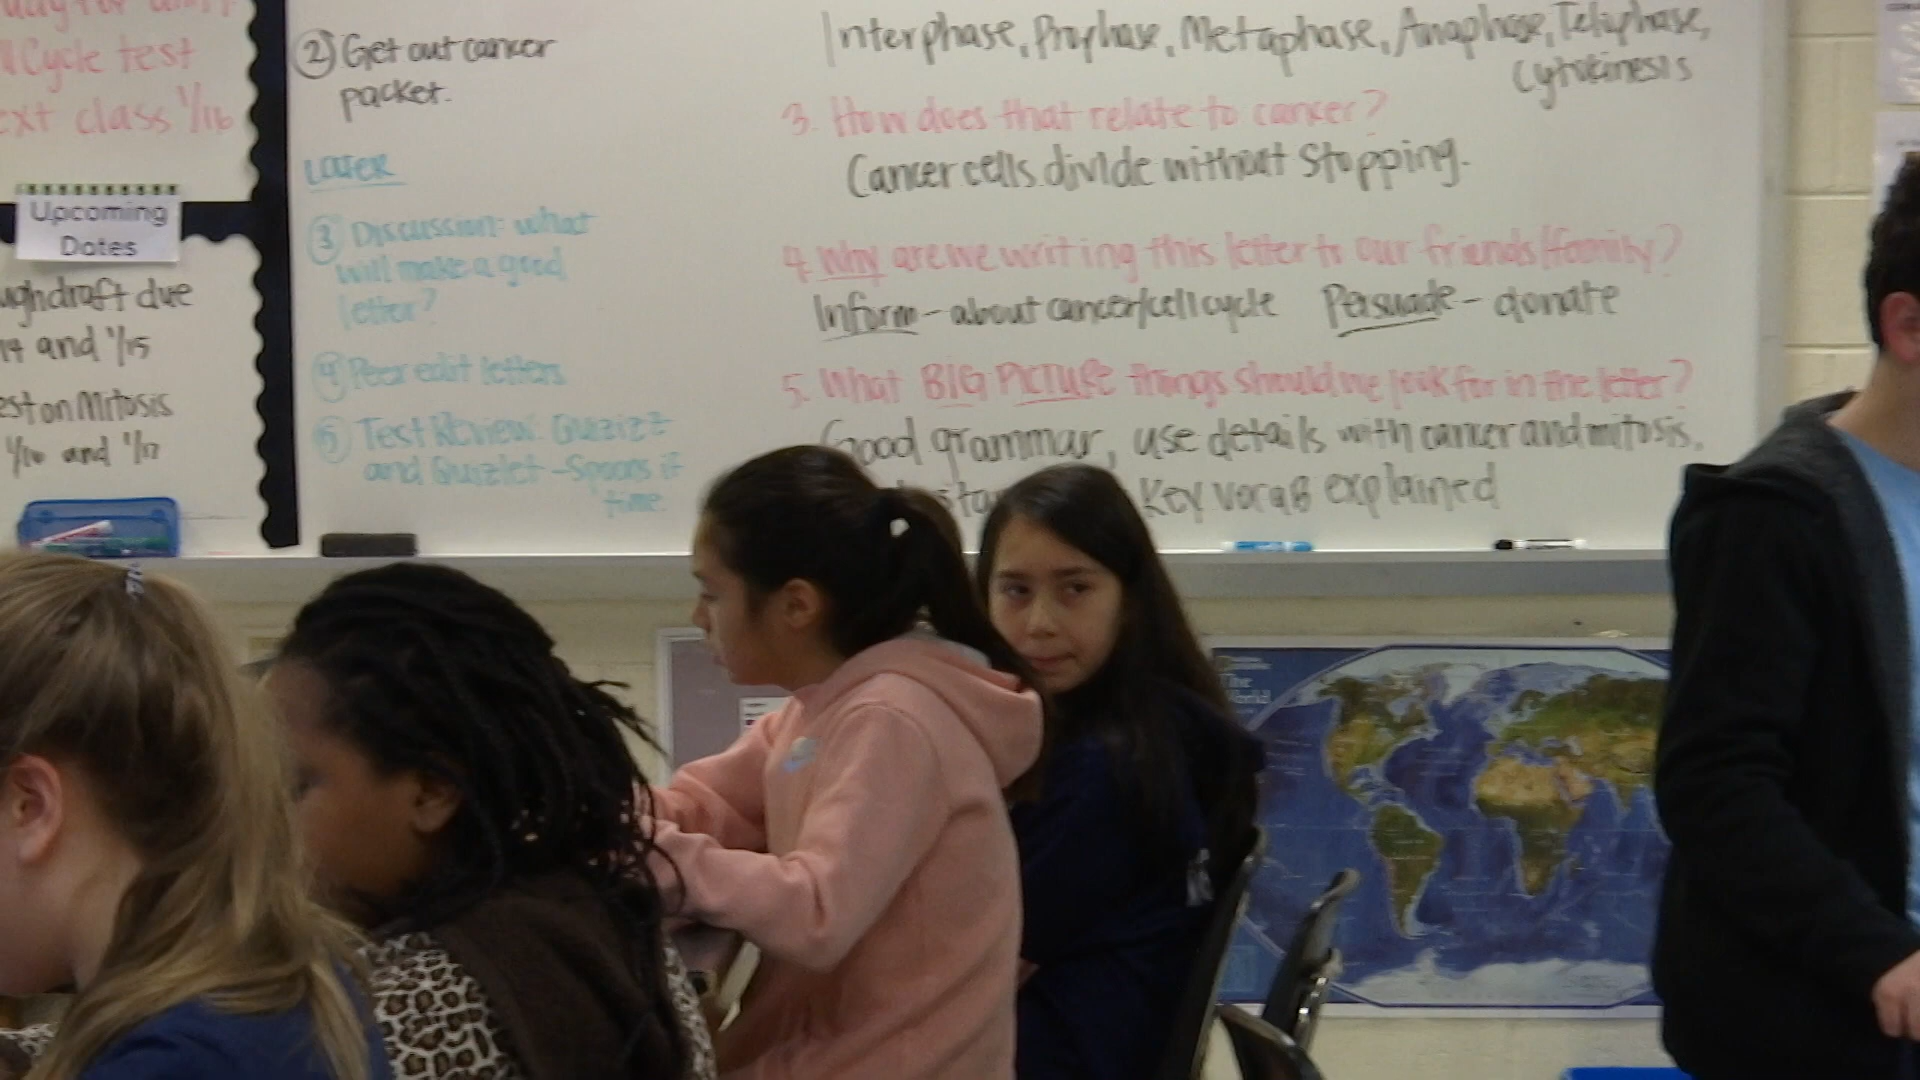 Cycle test
class 1/16
Upcoming
Dates
draft due
and 1/15
on Mitosis
1/16 and 1/17
② Get out cancer
packet.
LATER
③ Discussion: what
will make a good
letter?
④ Peer edit letters
⑤ Test Review: Quizizz
and Quizlet - Spoons if
time.
Interphase, Prophase, Metaphase, Anaphase, Telophase,
Cytokinesis
3. How does that relate to cancer?
Cancer cells divide without stopping.
4. Why are we writing this letter to our friends/family?
Inform - about cancer/cell cycle Persuade - donate
5. What BIG PICTURE things should we look for in the letter?
Good grammar, use details with cancer and mitosis,
Key vocab explained
The
World